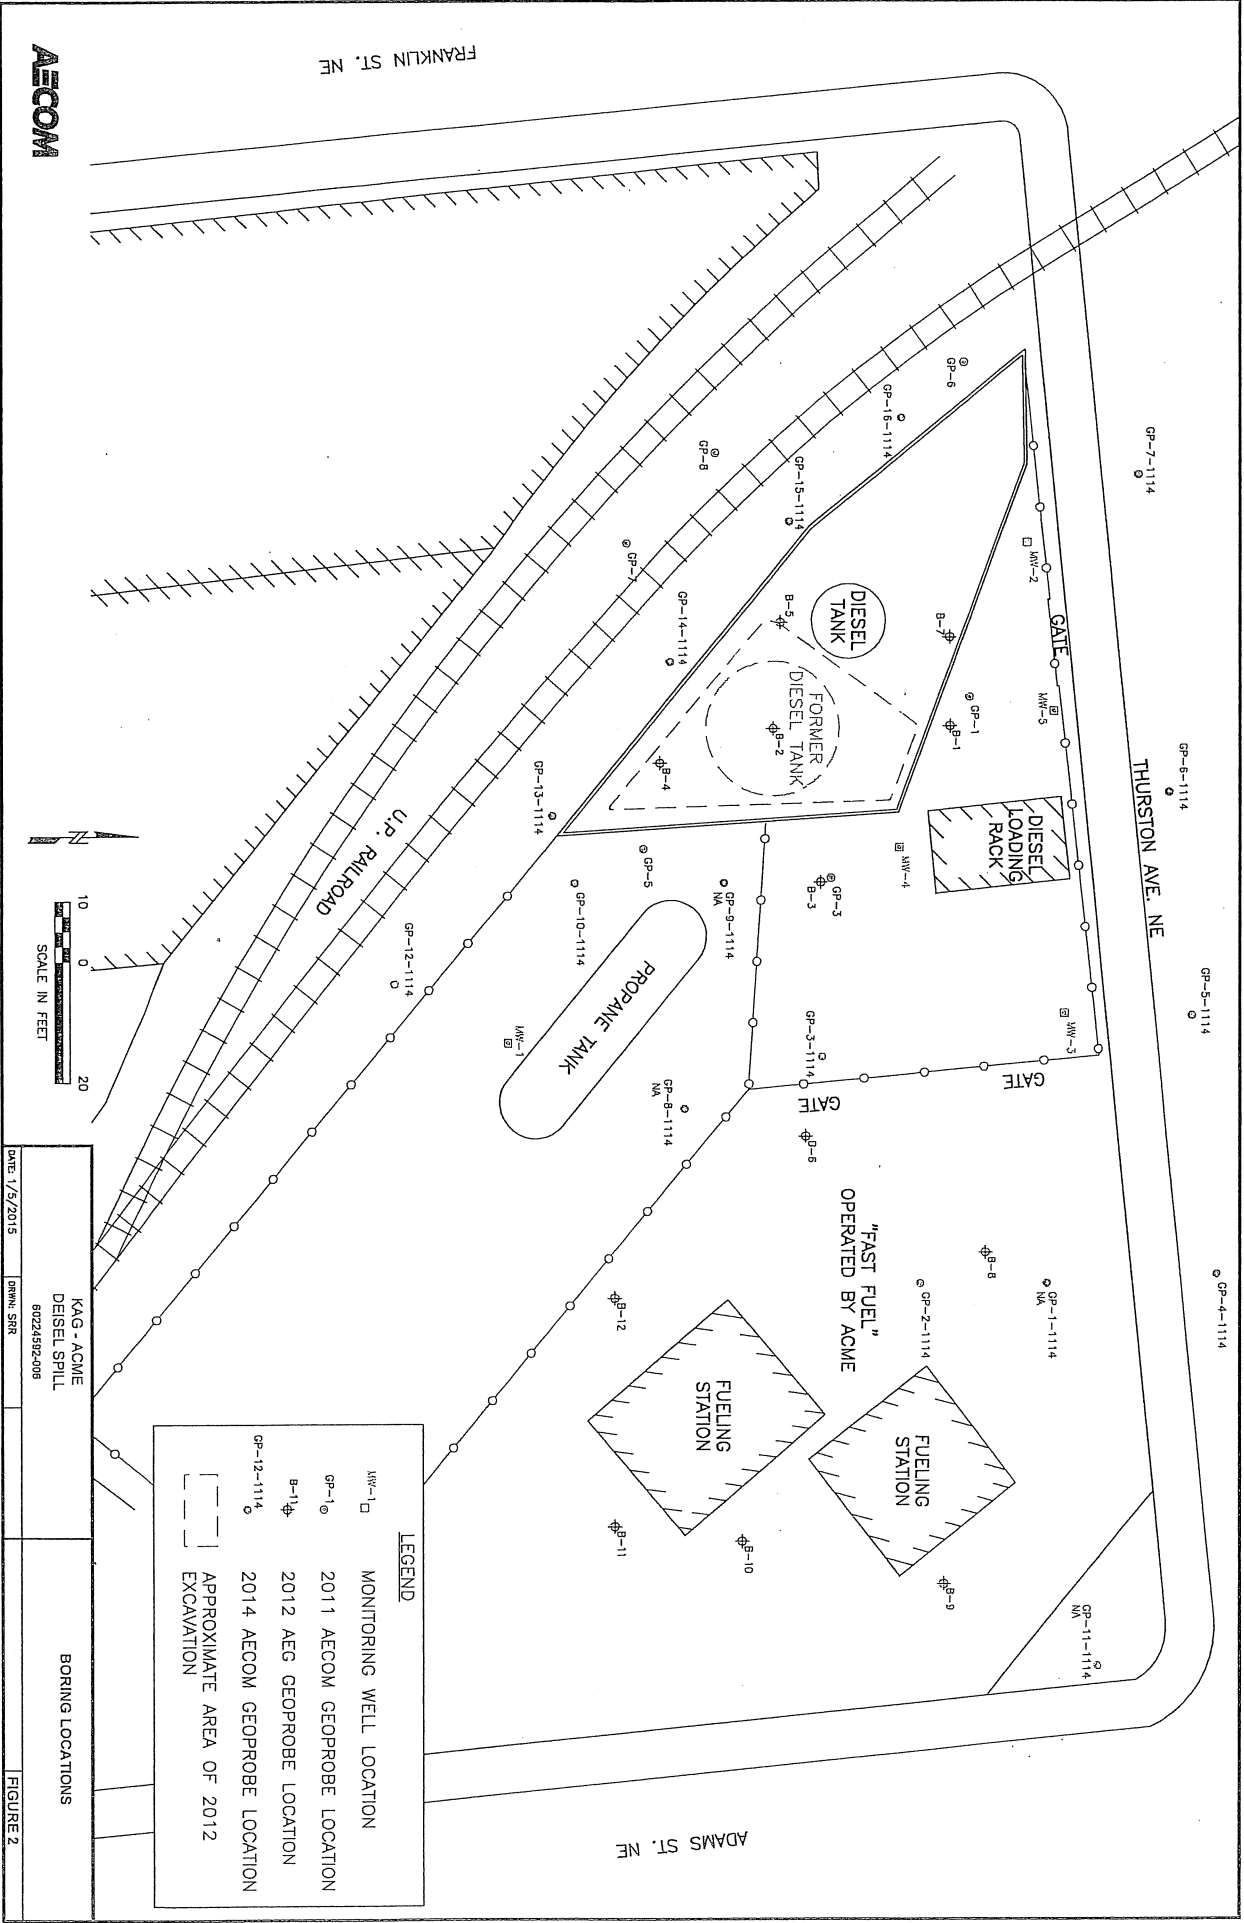 FRANKLIN ST. NE
THURSTON AVE. NE
ADAMS ST. NE
GP-7-1114
GP-6-1114
GP-5-1114
GP-4-1114
GP-6
GP-16-1114
GP-15-1114
GP-8
GP-7
GP-14-1114
GP-13-1114
GP-12-1114
MW-2
GATE
MW-5
B-7
GP-1
B-1
B-5
DIESEL
TANK
FORMER
DIESEL TANK
B-2
B-4
DIESEL
LOADING
RACK
MW-4
GP-3
B-3
GP-5
GP-9-1114
NA
GP-10-1114
PROPANE TANK
MW-1
MW-3
GP-3-1114
GATE
GATE
GP-8-1114
NA
U.P. RAILROAD
D-6
B-8
GP-1-1114
NA
GP-2-1114
"FAST FUEL"
OPERATED BY ACME
B-12
FUELING
STATION
FUELING
STATION
B-11
B-10
B-9
GP-11-1114
NA
LEGEND
MW-1 MONITORING WELL LOCATION
GP-1 2011 AECOM GEOPROBE LOCATION
B-11 2012 AEG GEOPROBE LOCATION
GP-12-1114 2014 AECOM GEOPROBE LOCATION
APPROXIMATE AREA OF 2012
EXCAVATION
AECOM
N
10 0 20
SCALE IN FEET
KAG - ACME
DEISEL SPILL
60224592-006
DATE: 1/5/2015
DRWN: SRR
BORING LOCATIONS
FIGURE 2